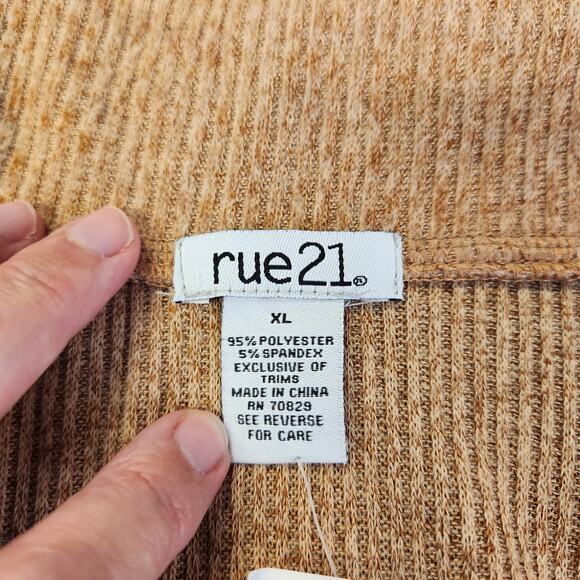 rue21
XL
95% POLYESTER
5% SPANDEX
EXCLUSIVE OF
TRIMS
MADE IN CHINA
RN 70829
SEE REVERSE
FOR CARE